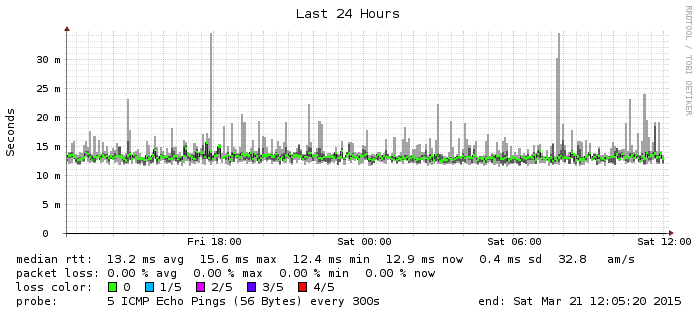 Last 24 Hours
RRDTOOL / TOBI OETIKER
Seconds
30 m
25 m
20 m
15 m
10 m
5 m
0
Fri 18:00 Sat 00:00 Sat 06:00 Sat 12:00
median rtt: 13.2 ms avg 15.6 ms max 12.4 ms min 12.9 ms now 0.4 ms sd 32.8 am/s
packet loss: 0.00 % avg 0.00 % max 0.00 % min 0.00 % now
loss color: 0 1/5 2/5 3/5 4/5
probe: 5 ICMP Echo Pings (56 Bytes) every 300s end: Sat Mar 21 12:05:20 2015